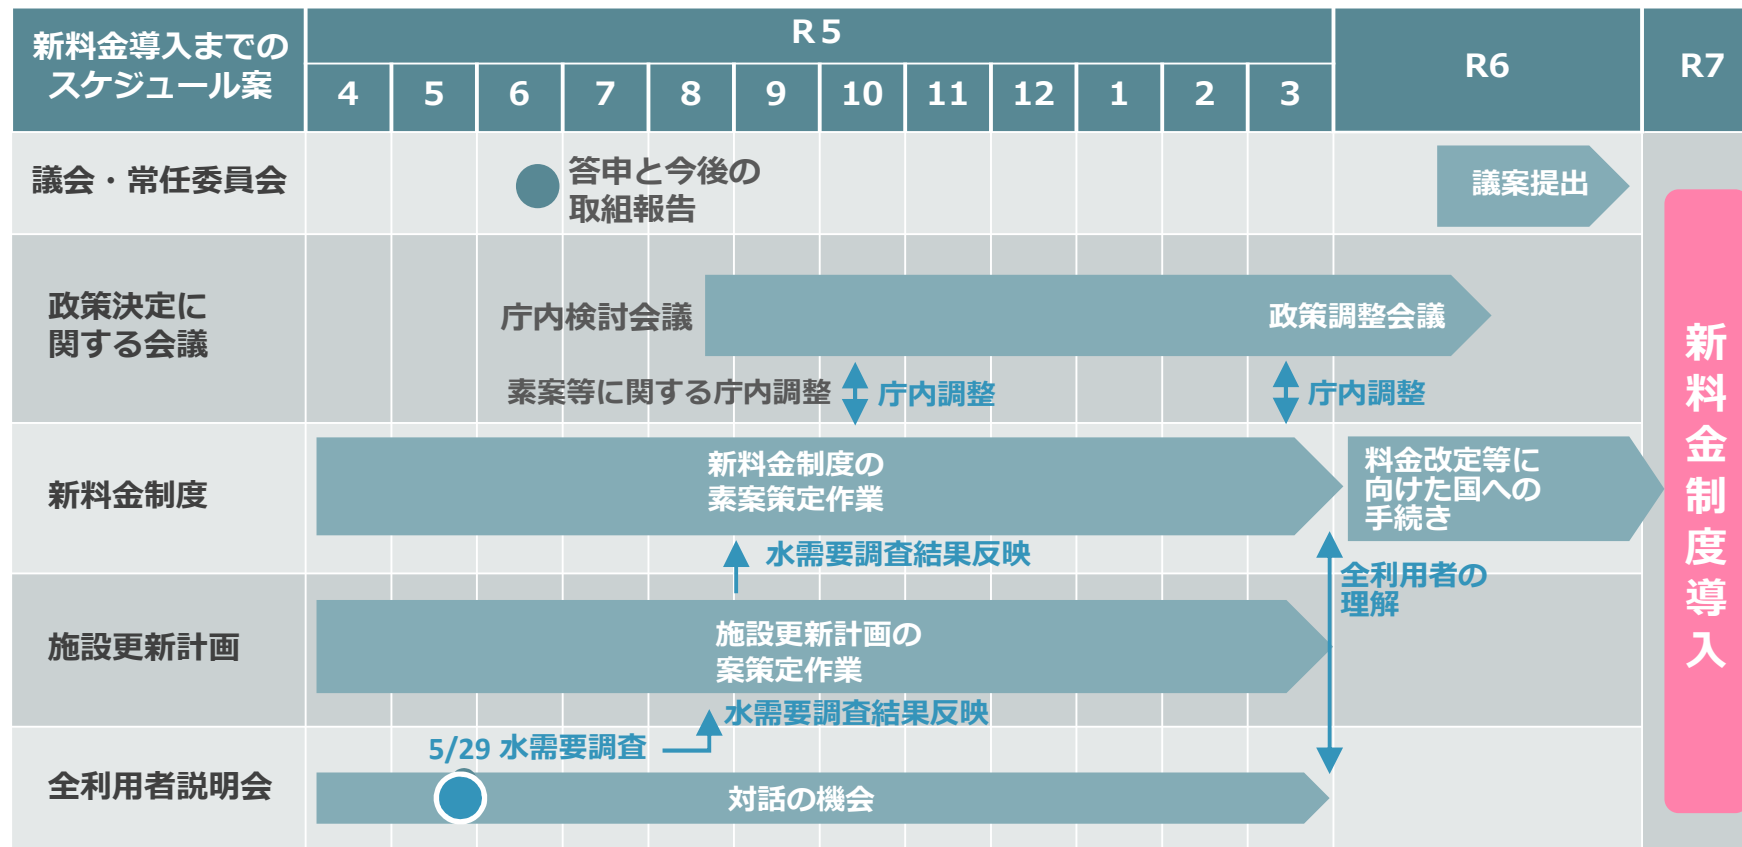 新料金導入までの
スケジュール案
R5
R6
R7
4 5 6 7 8 9 10 11 12 1 2 3
議会・常任委員会
答申と今後の
取組報告
議案提出
政策決定に
関する会議
庁内検討会議
政策調整会議
素案等に関する庁内調整
庁内調整
庁内調整
新料金制度
新料金制度の
素案策定作業
料金改定等に
向けた国への
手続き
水需要調査結果反映
全利用者の
理解
施設更新計画
施設更新計画の
案策定作業
水需要調査結果反映
5/29 水需要調査
全利用者説明会
対話の機会
新料金制度導入